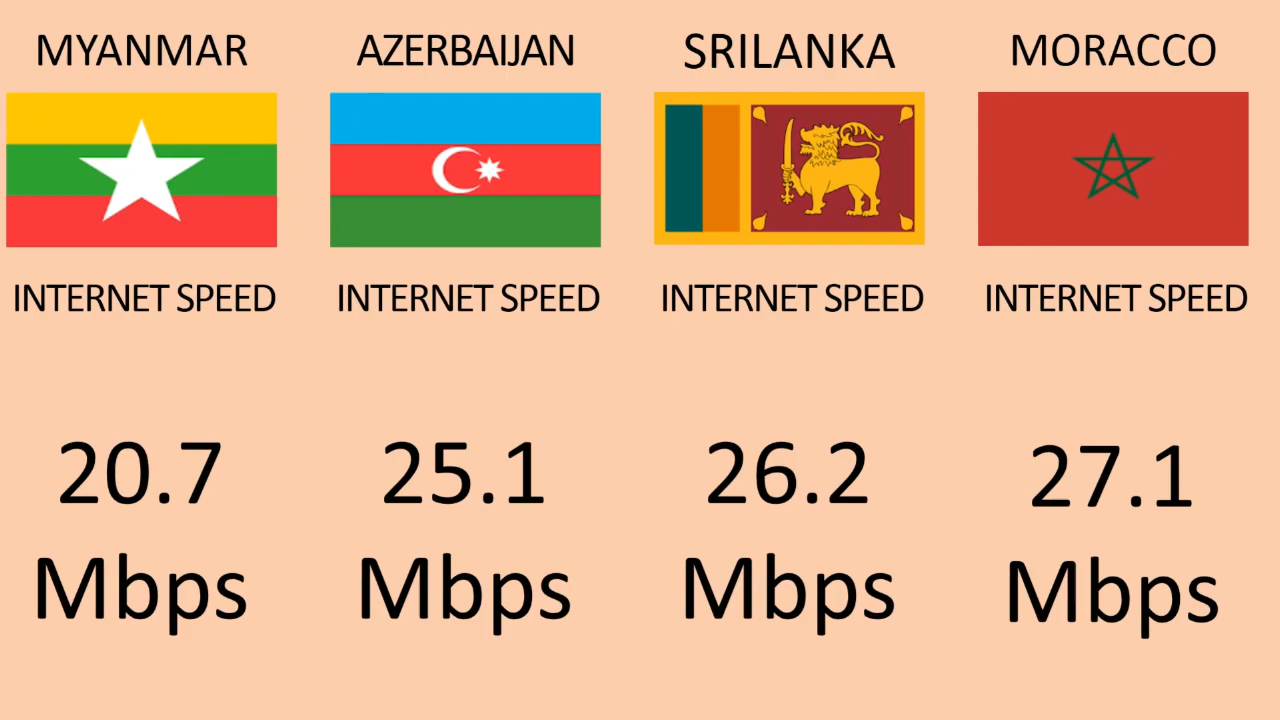 MYANMAR
AZERBAIJAN
SRILANKA
MORACCO
INTERNET SPEED
INTERNET SPEED
INTERNET SPEED
INTERNET SPEED
20.7
25.1
26.2
27.1
Mbps
Mbps
Mbps
Mbps